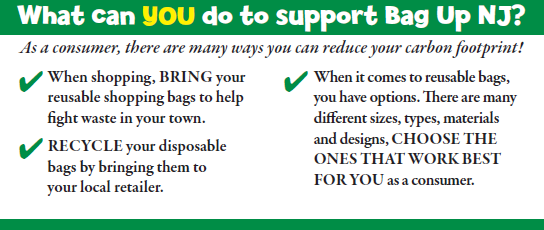 What can YOU do to support Bag Up NJ?
As a consumer, there are many ways you can reduce your carbon footprint!
When shopping, BRING your
reusable shopping bags to help
fight waste in your town.
RECYCLE your disposable
bags by bringing them to
your local retailer.
When it comes to reusable bags,
you have options. There are many
different sizes, types, materials
and designs, CHOOSE THE
ONES THAT WORK BEST
FOR YOU as a consumer.